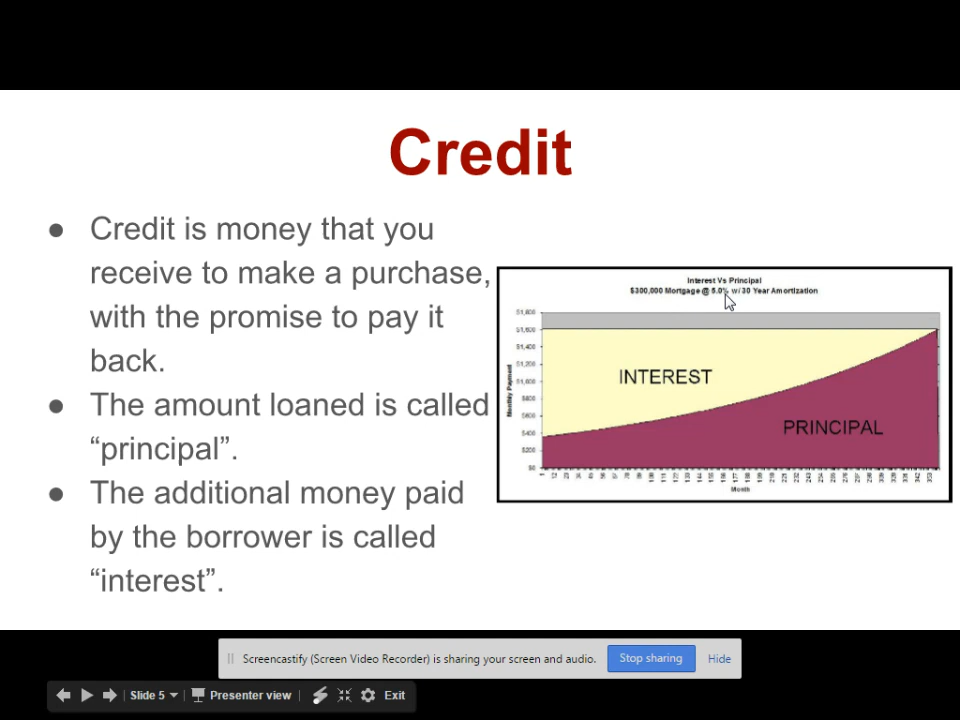 Credit
● Credit is money that you
receive to make a purchase,
with the promise to pay it
back.
● The amount loaned is called
“principal”.
● The additional money paid
by the borrower is called
“interest”.
Interest Vs Principal
$300,000 Mortgage @ 5.0% w/ 30 Year Amortization
$1,800
$1,600
$1,400
$1,200
$1,000
$800
$600
$400
$200
$0
Monthly Payment
INTEREST
PRINCIPAL
Month
Screencastify (Screen Video Recorder) is sharing your screen and audio.
Stop sharing
Hide
Slide 5
Presenter view
Exit